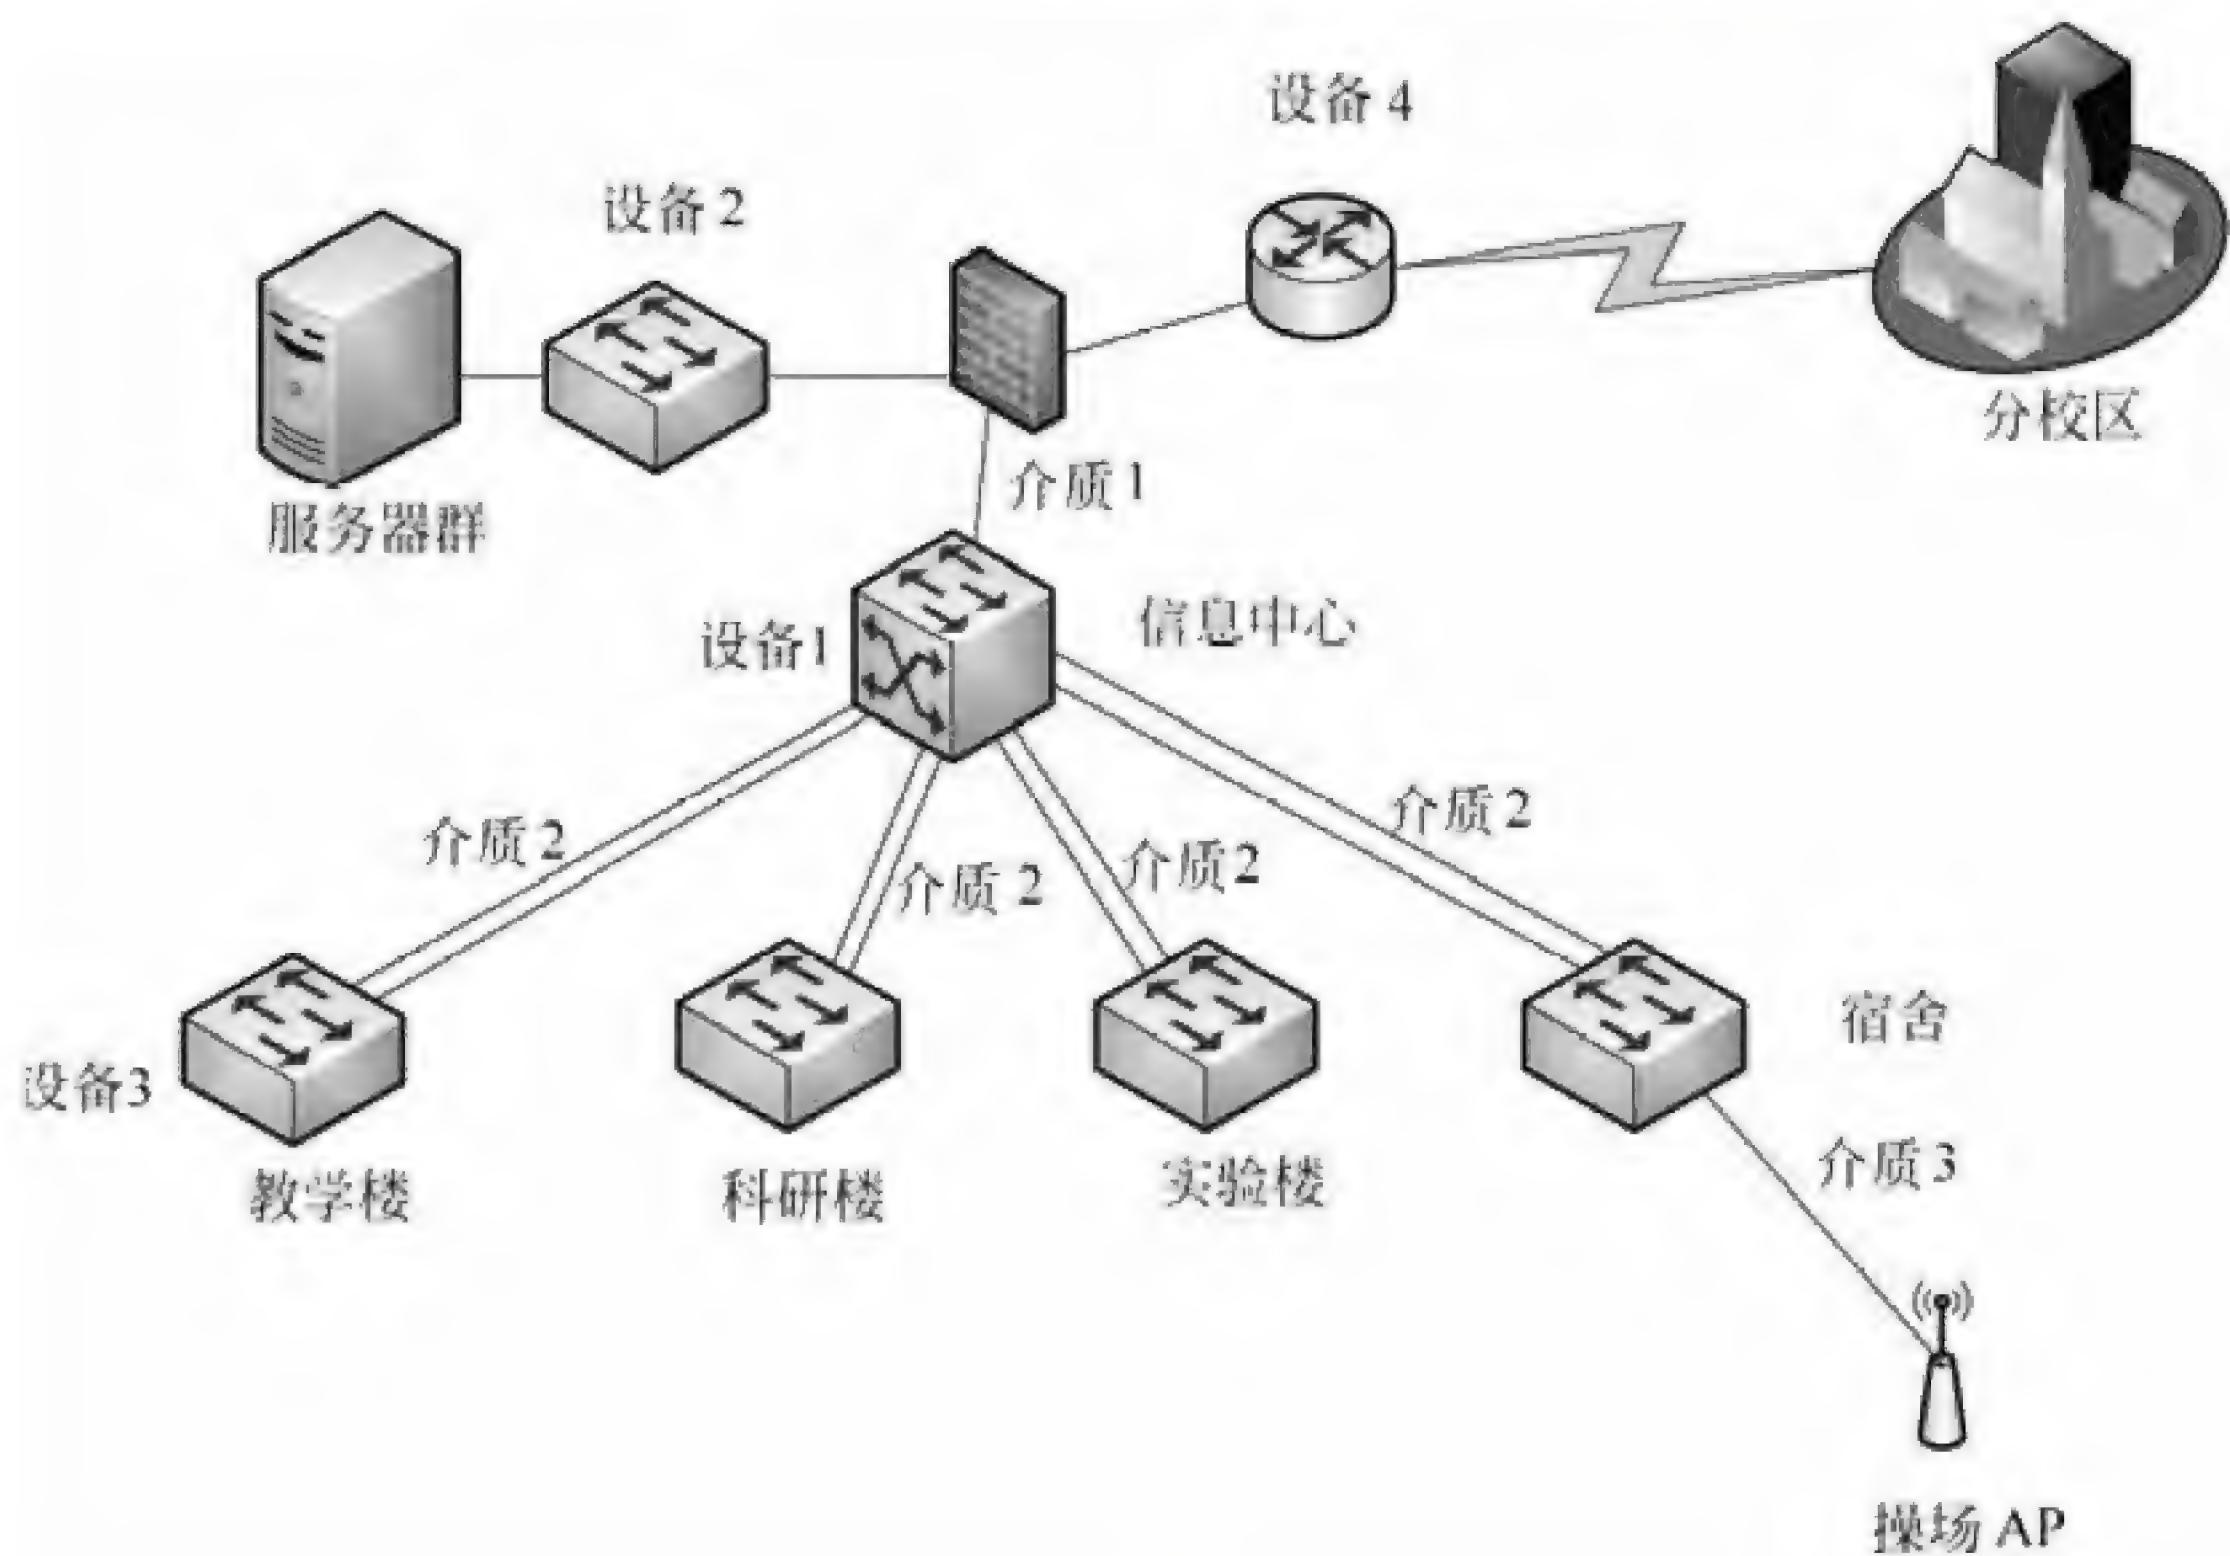 设备 4
设备 2
分校区
介质 1
服务器群
信息中心
设备1
介质 2
介质 2
介质 2
介质2
宿舍
设备3
介质 3
教学楼
科研楼
实验楼
操场 AP